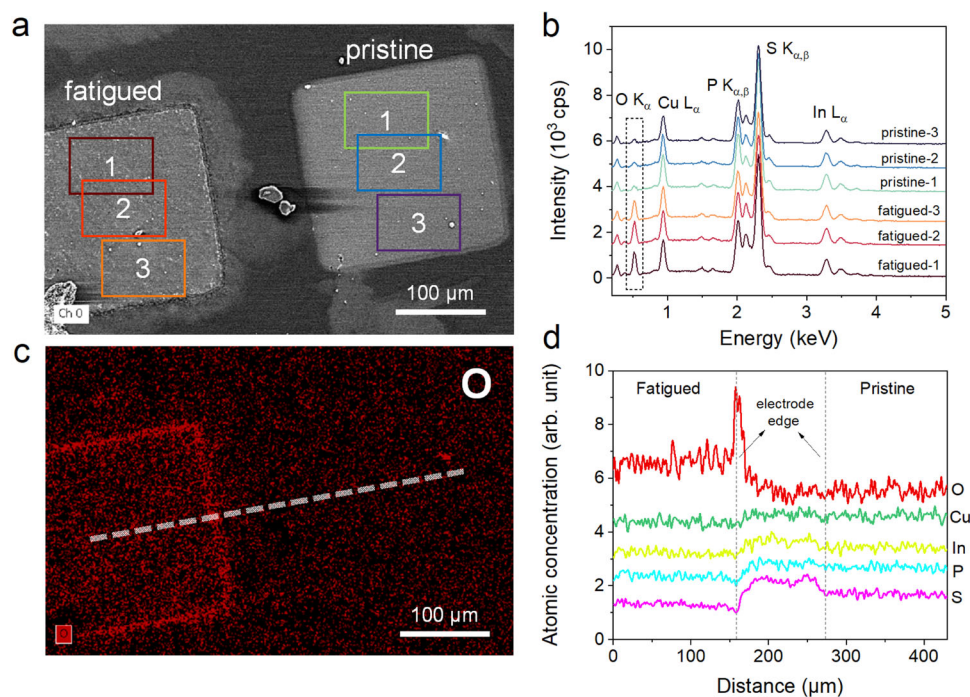 a
fatigued
pristine
1
2
3
1
2
3
Ch 0
100 µm
b
Intensity (10³ cps)
10
8
6
4
2
0
O Kα
Cu Lα
P Kα,β
S Kα,β
In Lα
pristine-3
pristine-2
pristine-1
fatigued-3
fatigued-2
fatigued-1
1 2 3 4 5
Energy (keV)
c
O
O
100 µm
d
Atomic concentration (arb. unit)
10
8
6
4
2
0
Fatigued
Pristine
electrode
edge
O
Cu
In
P
S
0 100 200 300 400
Distance (µm)